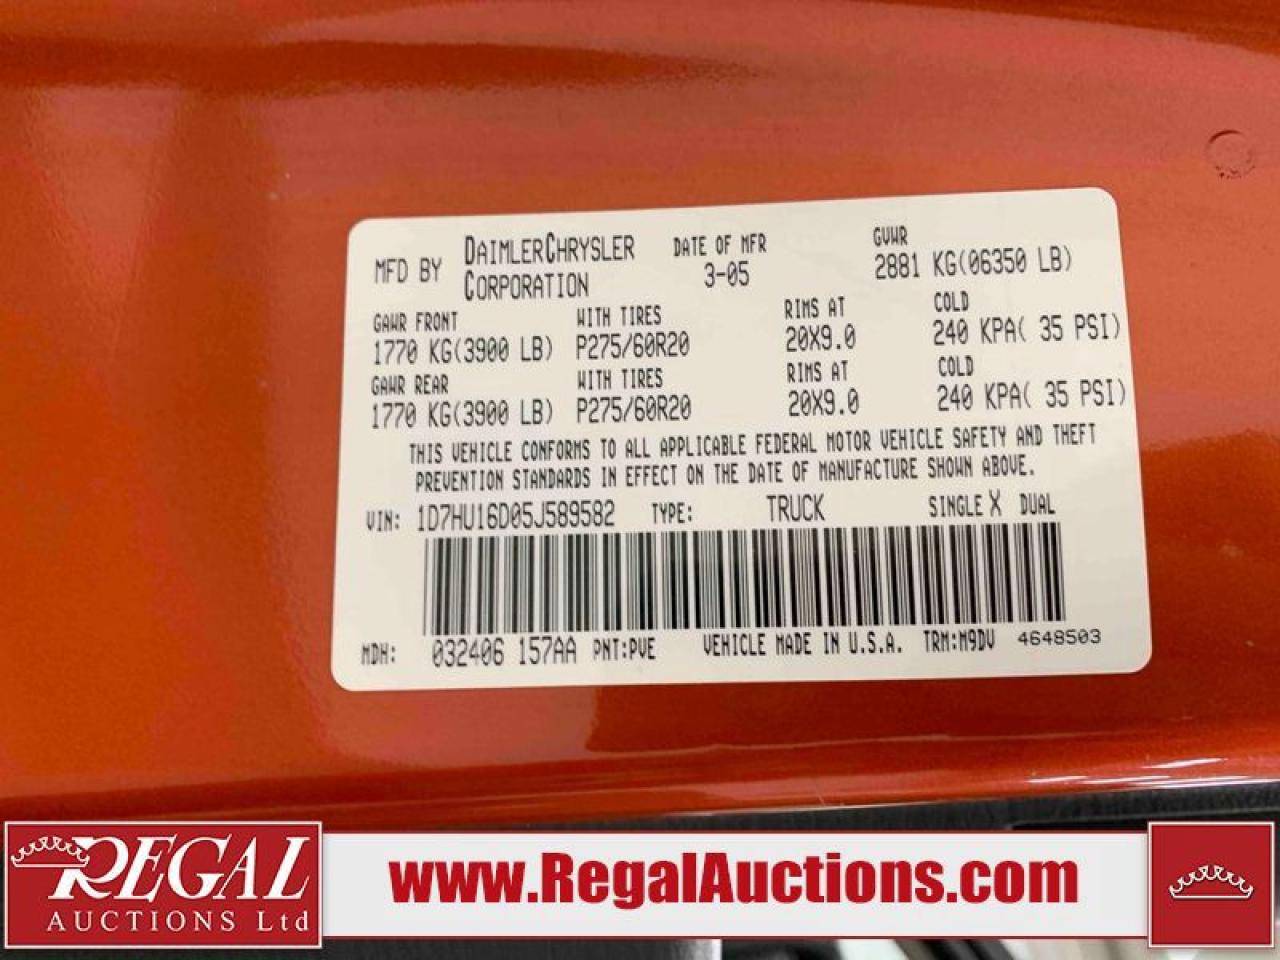 MFD BY DAIMLERCHRYSLER CORPORATION DATE OF MFR 3-05 GVWR 2881 KG(06350 LB)
GAWR FRONT WITH TIRES RIMS AT COLD
1770 KG(3900 LB) P275/60R20 20X9.0 240 KPA( 35 PSI)
GAWR REAR WITH TIRES RIMS AT COLD
1770 KG(3900 LB) P275/60R20 20X9.0 240 KPA( 35 PSI)
THIS VEHICLE CONFORMS TO ALL APPLICABLE FEDERAL MOTOR VEHICLE SAFETY AND THEFT
PREVENTION STANDARDS IN EFFECT ON THE DATE OF MANUFACTURE SHOWN ABOVE.
VIN: 1D7HU16D05J589582 TYPE: TRUCK SINGLE X DUAL
MDH: 032406 157AA PNT:PVE VEHICLE MADE IN U.S.A. TRM:M9DV 4648503
REGAL
AUCTIONS Ltd
www.RegalAuctions.com